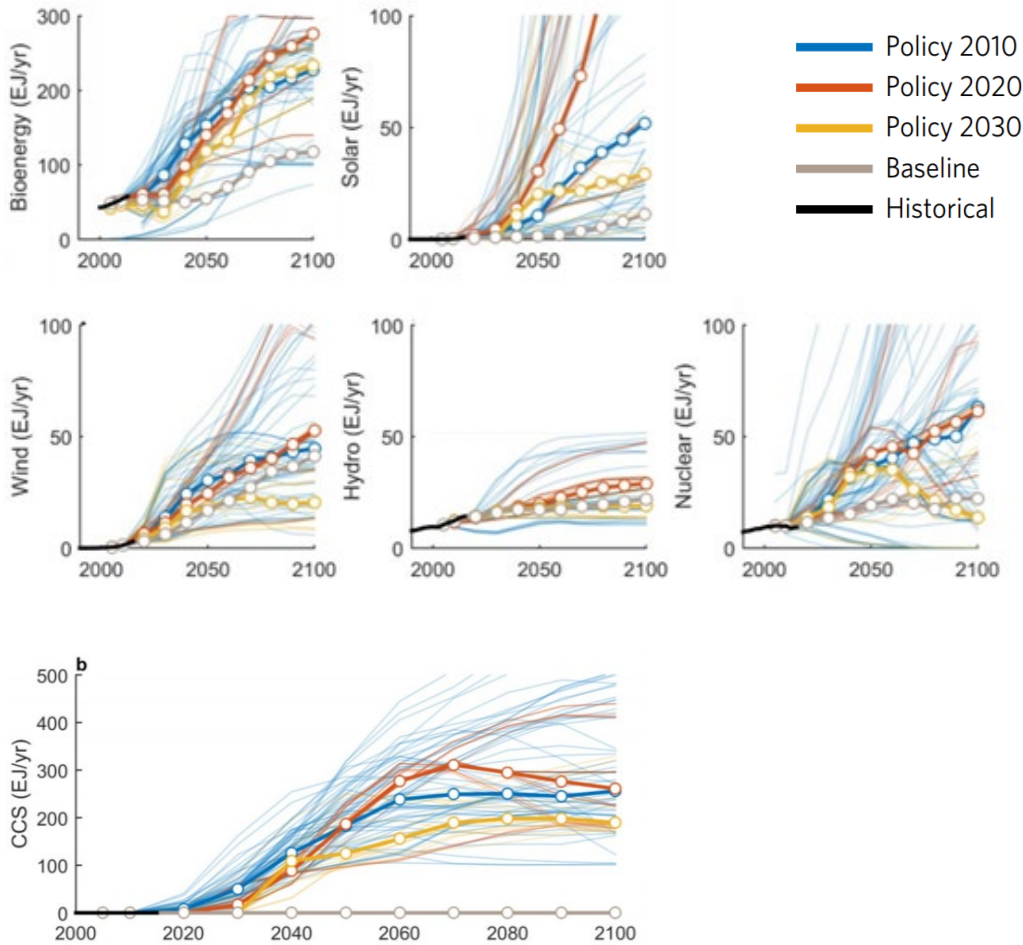 300
200
100
0
Bioenergy (EJ/yr)
2000 2050 2100
100
50
0
Solar (EJ/yr)
2000 2050 2100
Policy 2010
Policy 2020
Policy 2030
Baseline
Historical
100
50
0
Wind (EJ/yr)
2000 2050 2100
100
50
0
Hydro (EJ/yr)
2000 2050 2100
100
50
0
Nuclear (EJ/yr)
2000 2050 2100
b
500
400
300
200
100
0
CCS (EJ/yr)
2000 2020 2040 2060 2080 2100